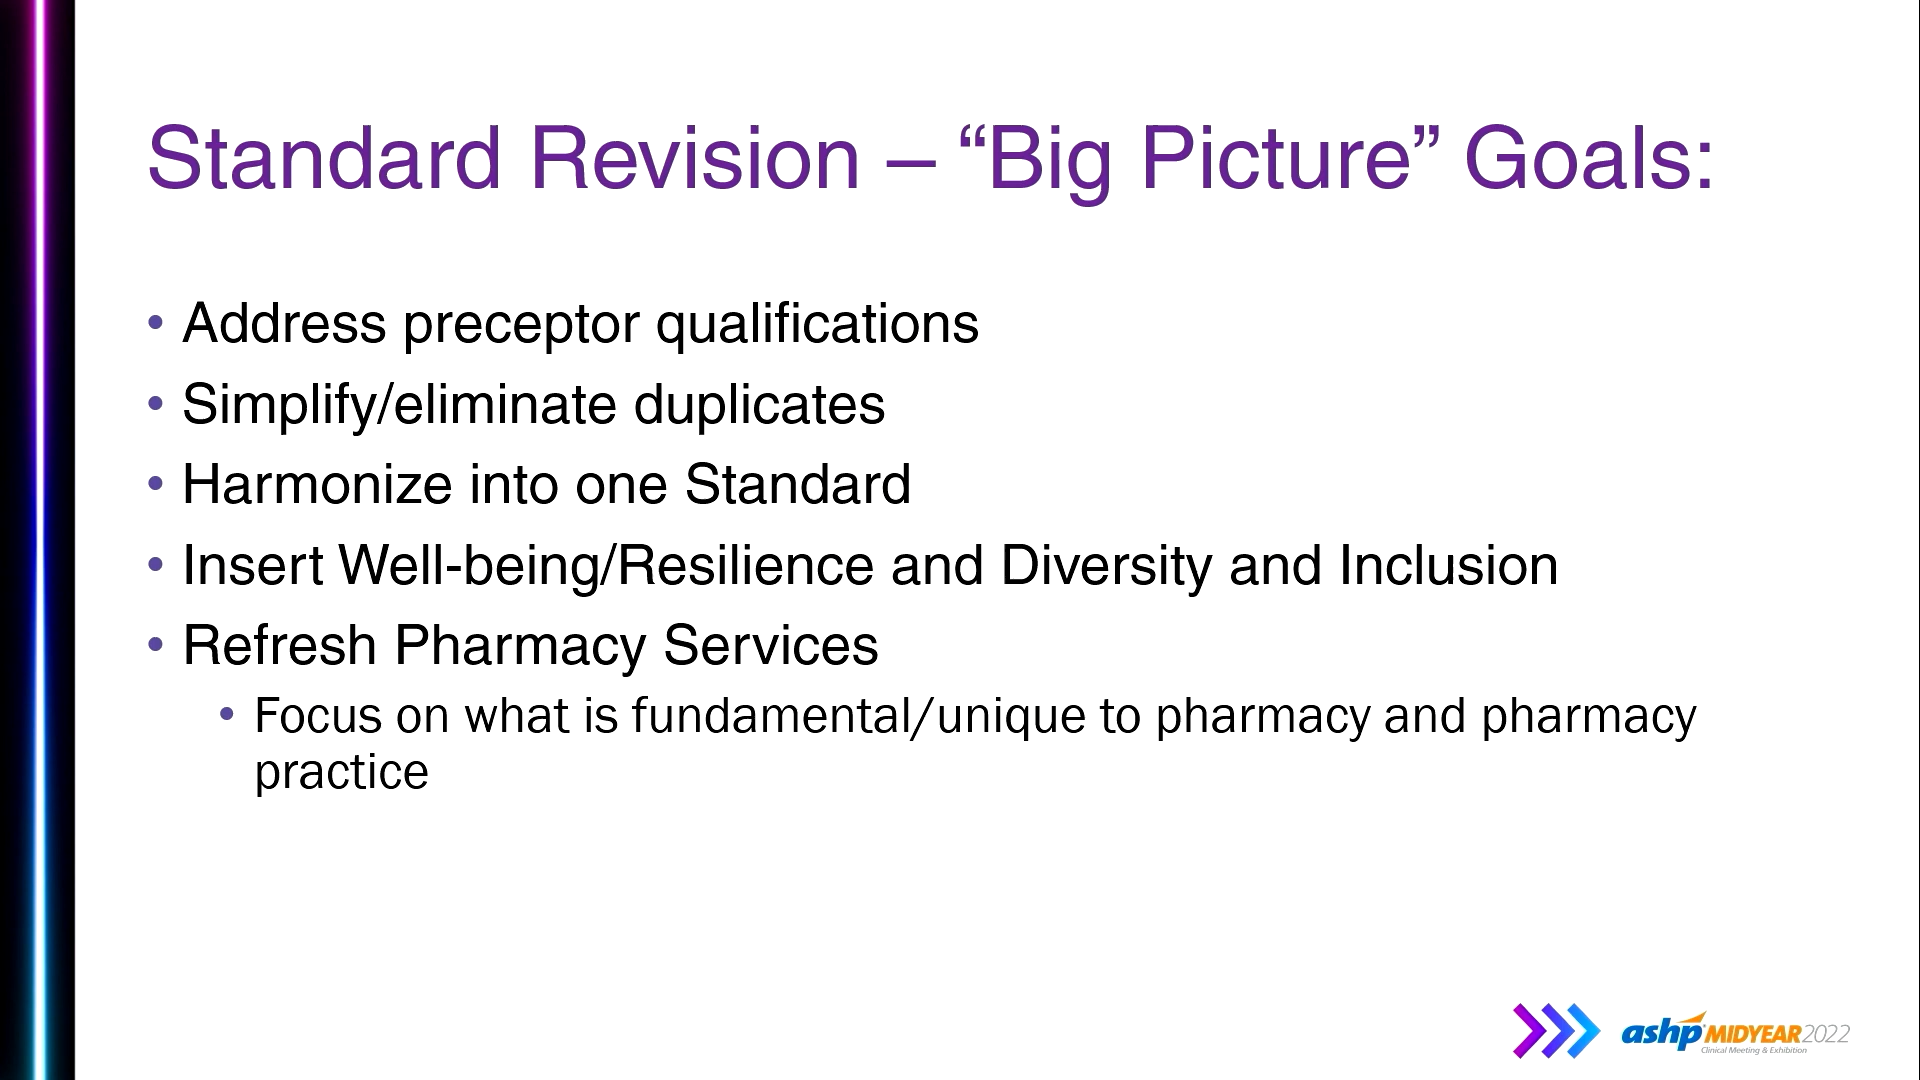 Standard Revision – “Big Picture” Goals:
• Address preceptor qualifications
• Simplify/eliminate duplicates
• Harmonize into one Standard
• Insert Well-being/Resilience and Diversity and Inclusion
• Refresh Pharmacy Services
• Focus on what is fundamental/unique to pharmacy and pharmacy
practice
ashp MIDYEAR 2022
Clinical Meeting & Exhibition